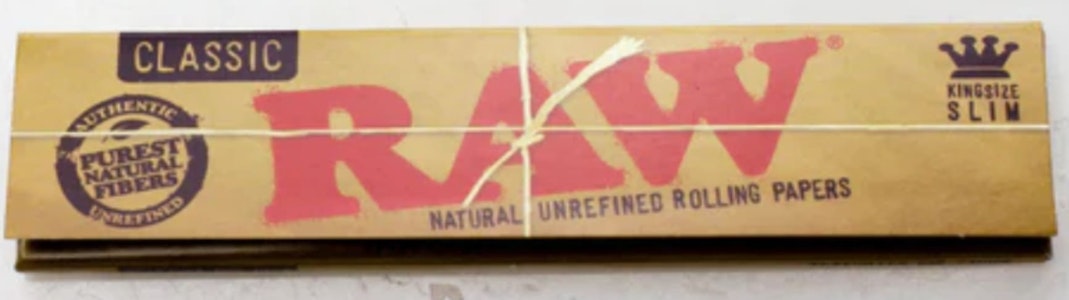 CLASSIC
RAW®
KINGSIZE
SLIM
AUTHENTIC
PUREST
NATURAL
FIBERS
UNREFINED
NATURAL UNREFINED ROLLING PAPERS